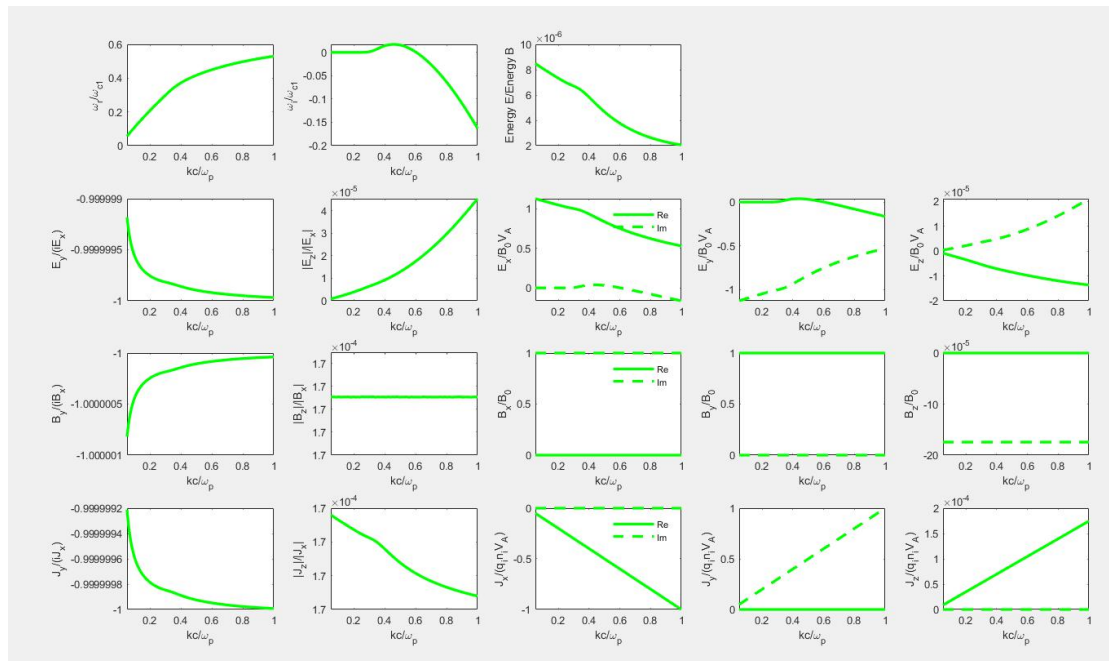 0.6
0.4
0.2
0
ω_r/ω_c1
0.2 0.4 0.6 0.8 1
kc/ω_p
0
-0.05
-0.1
-0.15
-0.2
ω_i/ω_c1
0.2 0.4 0.6 0.8 1
kc/ω_p
×10^-6
10
8
6
4
2
Energy E/Energy B
0.2 0.4 0.6 0.8 1
kc/ω_p
-0.999999
-0.9999995
-1
E_y/(iE_x)
0.2 0.4 0.6 0.8 1
kc/ω_p
×10^-5
4
3
2
1
0
|E_z|/|E_x|
0.2 0.4 0.6 0.8 1
kc/ω_p
1
0.5
0
E_x/B_0V_A
Re
Im
0.2 0.4 0.6 0.8 1
kc/ω_p
0
-0.5
-1
E_y/B_0V_A
0.2 0.4 0.6 0.8 1
kc/ω_p
×10^-5
2
1
0
-1
-2
E_z/B_0V_A
0.2 0.4 0.6 0.8 1
kc/ω_p
-1
-1.0000005
-1.000001
B_y/(iB_x)
0.2 0.4 0.6 0.8 1
kc/ω_p
×10^-4
1.7
1.7
1.7
1.7
|B_z|/|B_x|
0.2 0.4 0.6 0.8 1
kc/ω_p
1
0.5
0
B_x/B_0
Re
Im
0.2 0.4 0.6 0.8 1
kc/ω_p
1
0.5
0
B_y/B_0
0.2 0.4 0.6 0.8 1
kc/ω_p
×10^-5
0
-5
-10
-15
-20
B_z/B_0
0.2 0.4 0.6 0.8 1
kc/ω_p
-0.9999992
-0.9999994
-0.9999996
-0.9999998
-1
J_y/(iJ_x)
0.2 0.4 0.6 0.8 1
kc/ω_p
×10^-4
1.7
1.7
1.7
1.7
|J_z|/|J_x|
0.2 0.4 0.6 0.8 1
kc/ω_p
0
-0.5
-1
J_x/(q_in_iV_A)
Re
Im
0.2 0.4 0.6 0.8 1
kc/ω_p
1
0.5
0
J_y/(q_in_iV_A)
0.2 0.4 0.6 0.8 1
kc/ω_p
×10^-4
2
1.5
1
0.5
0
J_z/(q_in_iV_A)
0.2 0.4 0.6 0.8 1
kc/ω_p